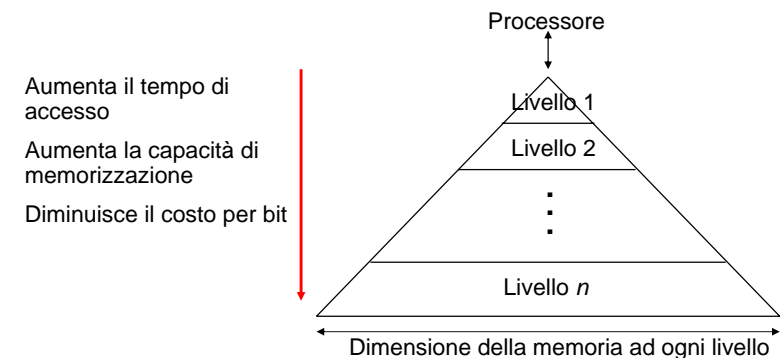 Processore
Aumenta il tempo di
accesso
Aumenta la capacità di
memorizzazione
Diminuisce il costo per bit
Livello 1
Livello 2
Livello n
Dimensione della memoria ad ogni livello